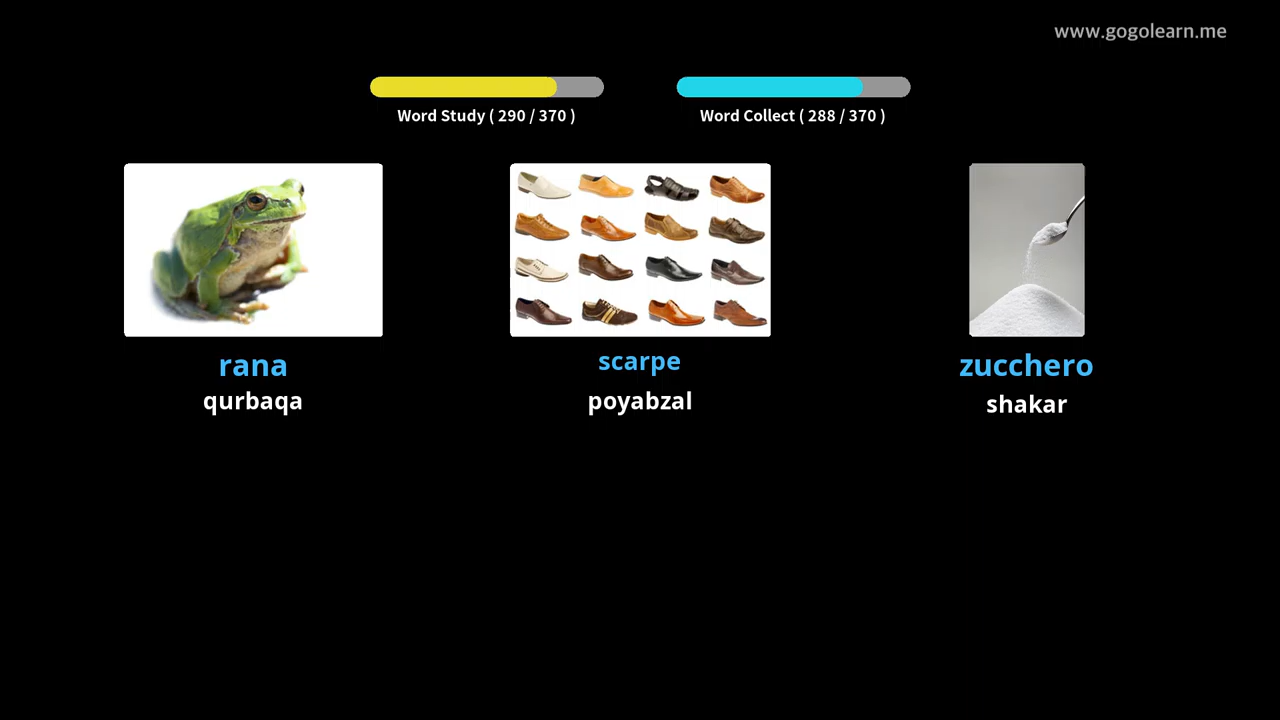 www.gogolearn.me
Word Study ( 290 / 370 )
Word Collect ( 288 / 370 )
rana
qurbaqa
scarpe
poyabzal
zucchero
shakar